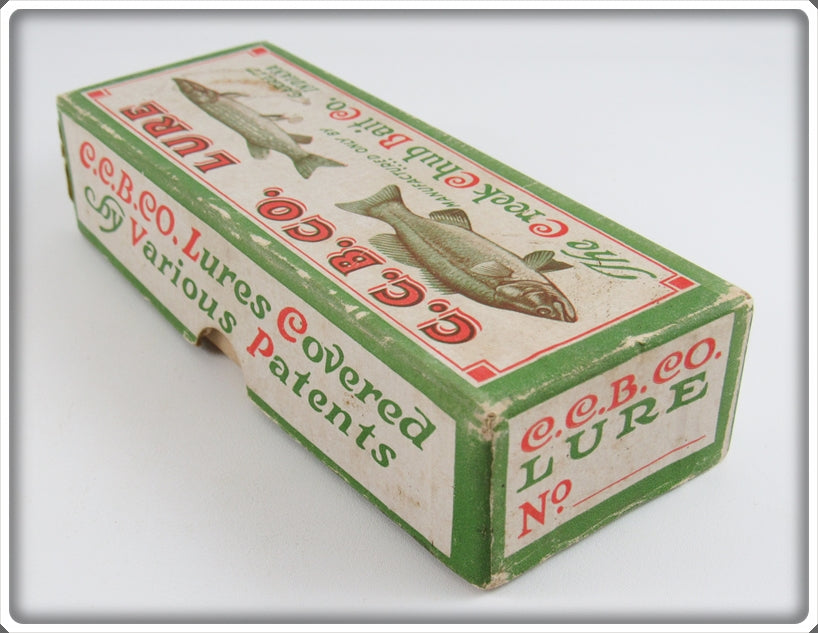 The Creek Chub Bait Co.
MANUFACTURED ONLY BY
GARRETT
INDIANA
C.C.B.CO. LURE
C.C.B.CO. Lures Covered
by Various Patents
C.C.B.CO.
LURE
No